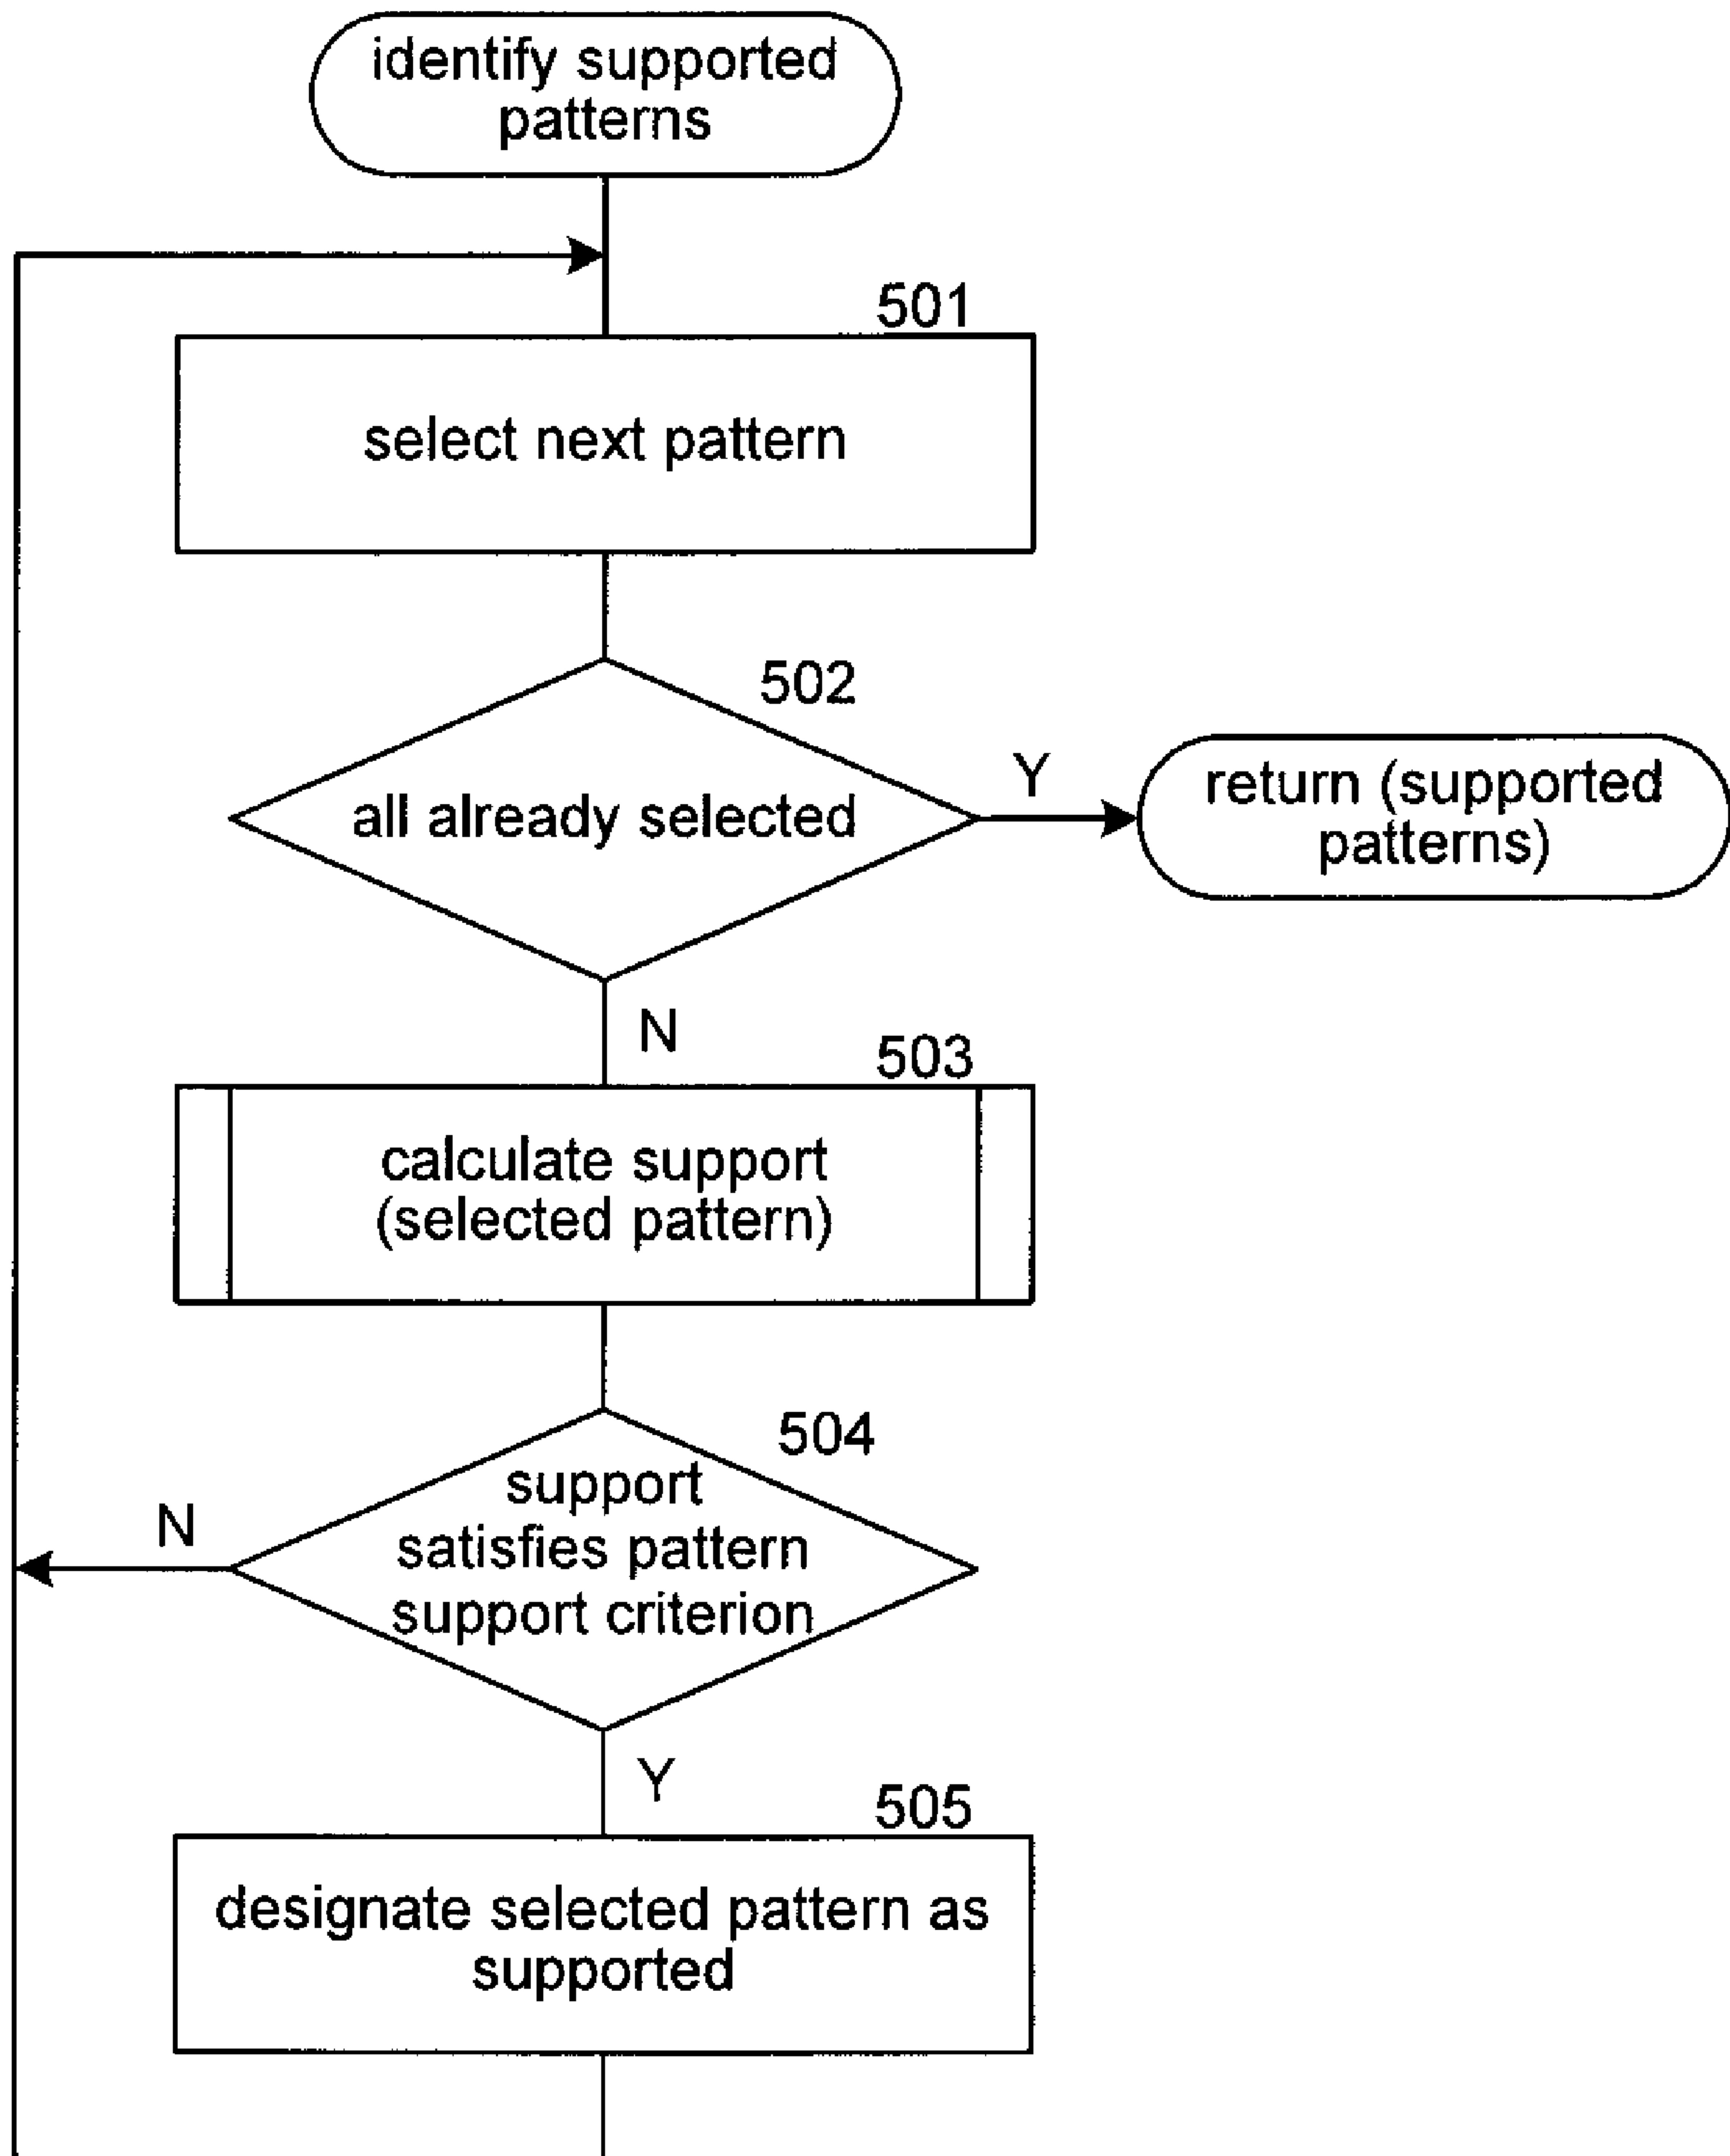 identify supported
patterns
501
select next pattern
502
all already selected
Y
return (supported
patterns)
N
503
calculate support
(selected pattern)
504
support
satisfies pattern
support criterion
N
Y
505
designate selected pattern as
supported